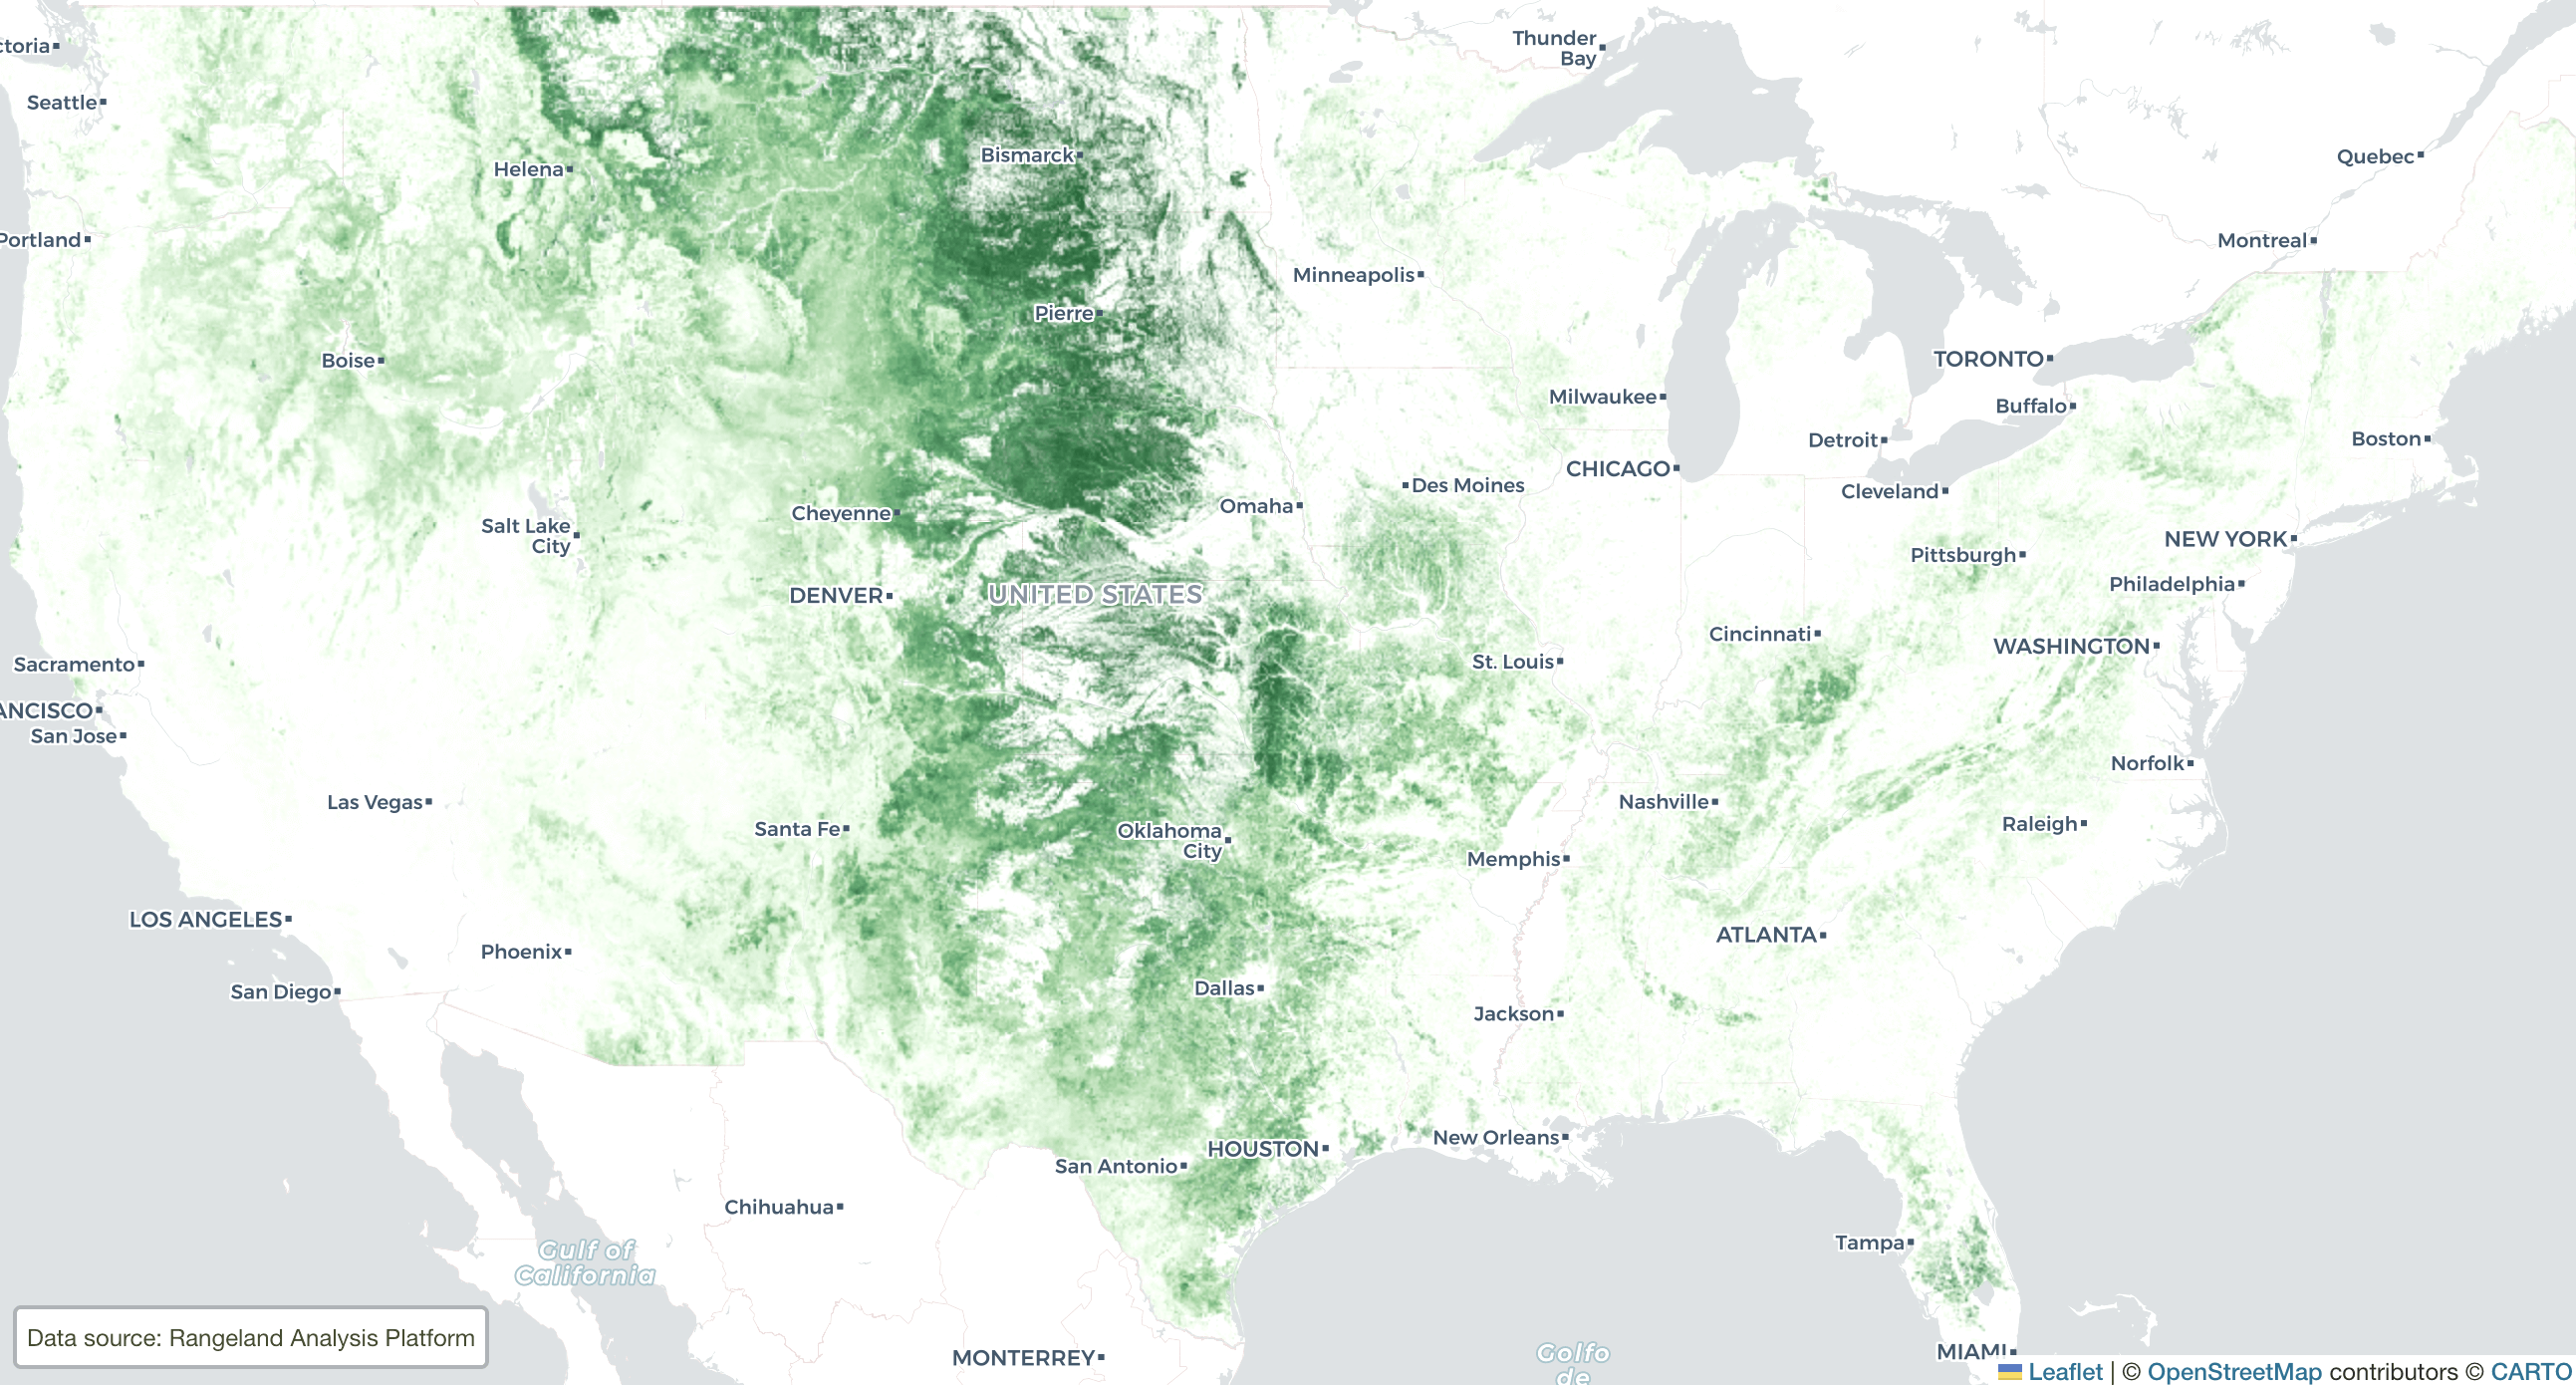 ctoria
Thunder
Bay
Seattle
Bismarck
Quebec
Helena
Portland
Montreal
Minneapolis
Pierre
Boise
TORONTO
Milwaukee
Buffalo
Detroit
Boston
CHICAGO
Des Moines
Cleveland
Omaha
Cheyenne
Salt Lake
City
NEW YORK
Pittsburgh
Philadelphia
DENVER
UNITED STATES
Cincinnati
WASHINGTON
St. Louis
Sacramento
ANCISCO
San Jose
Norfolk
Las Vegas
Nashville
Santa Fe
Raleigh
Oklahoma
City
Memphis
LOS ANGELES
ATLANTA
Phoenix
San Diego
Dallas
Jackson
New Orleans
HOUSTON
San Antonio
Chihuahua
Tampa
Gulf of
California
Data source: Rangeland Analysis Platform
MONTERREY
Golfo
de
MIAMI
Leaflet | © OpenStreetMap contributors © CARTO